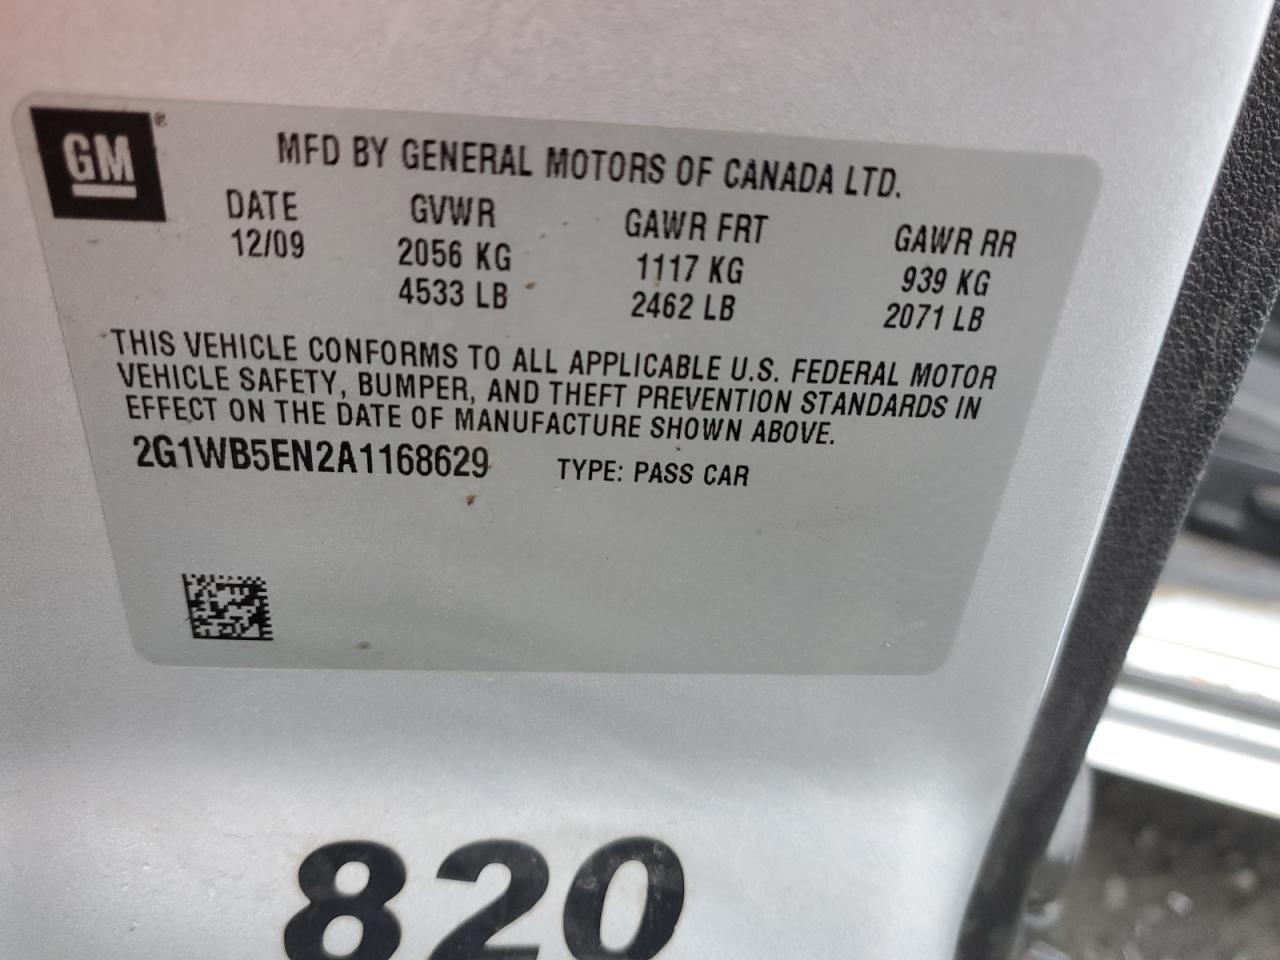 GM®
MFD BY GENERAL MOTORS OF CANADA LTD.
DATE GVWR GAWR FRT GAWR RR
12/09 2056 KG 1117 KG 939 KG
4533 LB 2462 LB 2071 LB
THIS VEHICLE CONFORMS TO ALL APPLICABLE U.S. FEDERAL MOTOR
VEHICLE SAFETY, BUMPER, AND THEFT PREVENTION STANDARDS IN
EFFECT ON THE DATE OF MANUFACTURE SHOWN ABOVE.
2G1WB5EN2A1168629 TYPE: PASS CAR
820